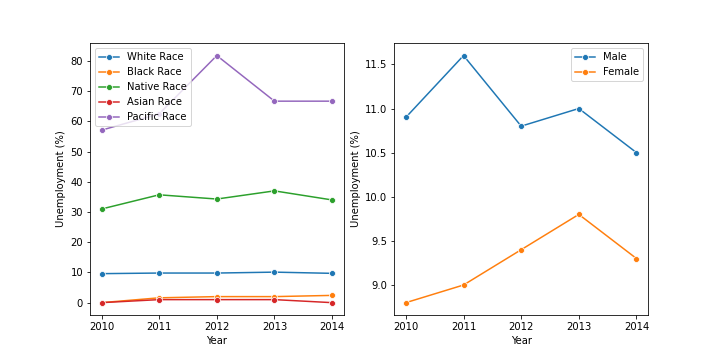 White Race
Black Race
Native Race
Asian Race
Pacific Race
80
70
60
50
40
30
20
10
0
Unemployment (%)
2010 2011 2012 2013 2014
Year
Male
Female
11.5
11.0
10.5
10.0
9.5
9.0
Unemployment (%)
2010 2011 2012 2013 2014
Year